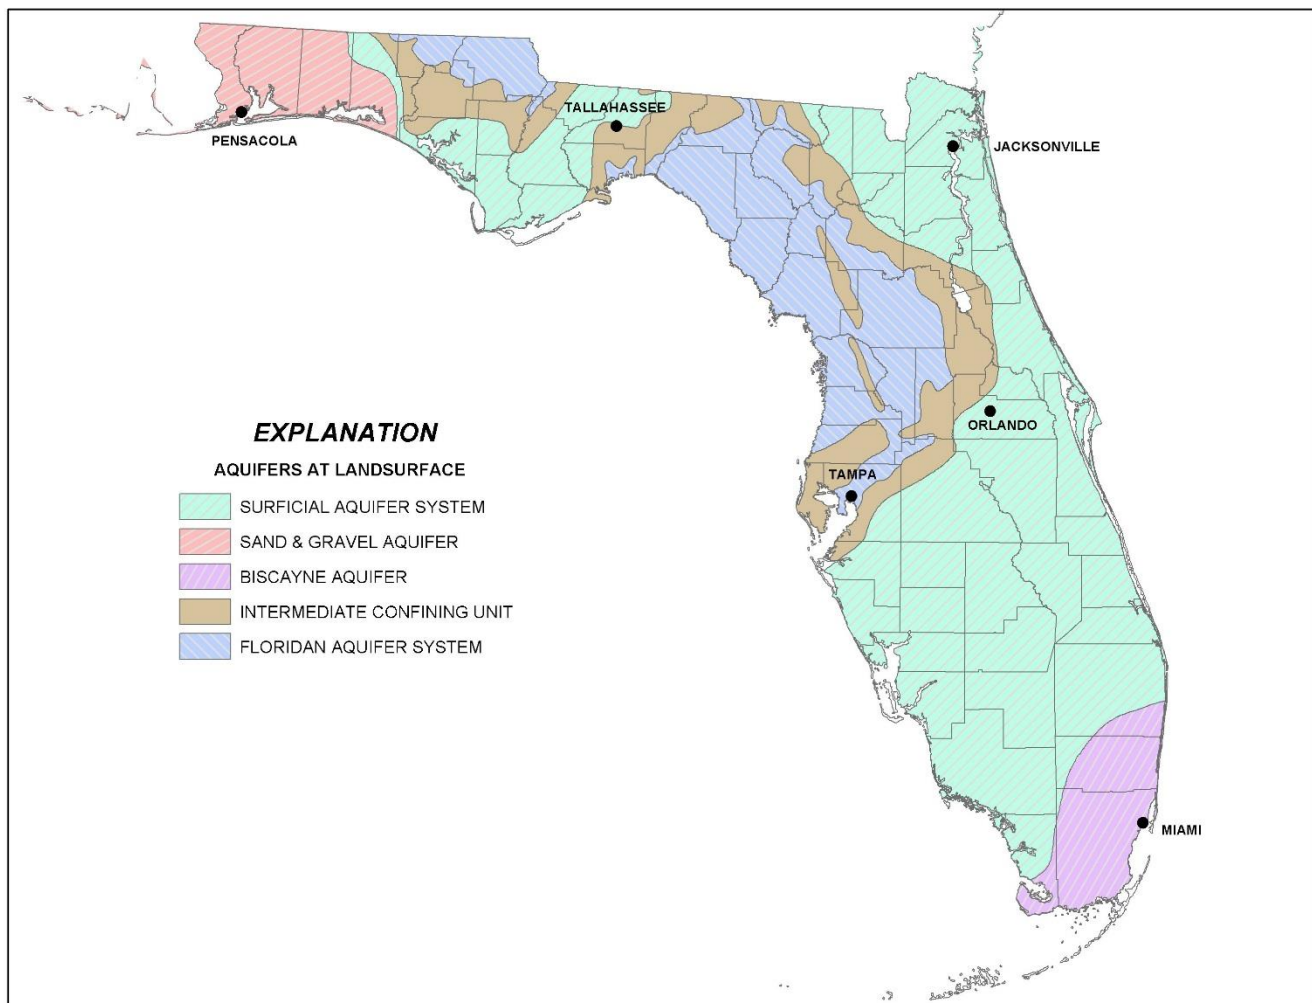 TALLAHASSEE
PENSACOLA
JACKSONVILLE
ORLANDO
EXPLANATION
AQUIFERS AT LANDSURFACE
TAMPA
SURFICIAL AQUIFER SYSTEM
SAND & GRAVEL AQUIFER
BISCAYNE AQUIFER
INTERMEDIATE CONFINING UNIT
FLORIDAN AQUIFER SYSTEM
MIAMI